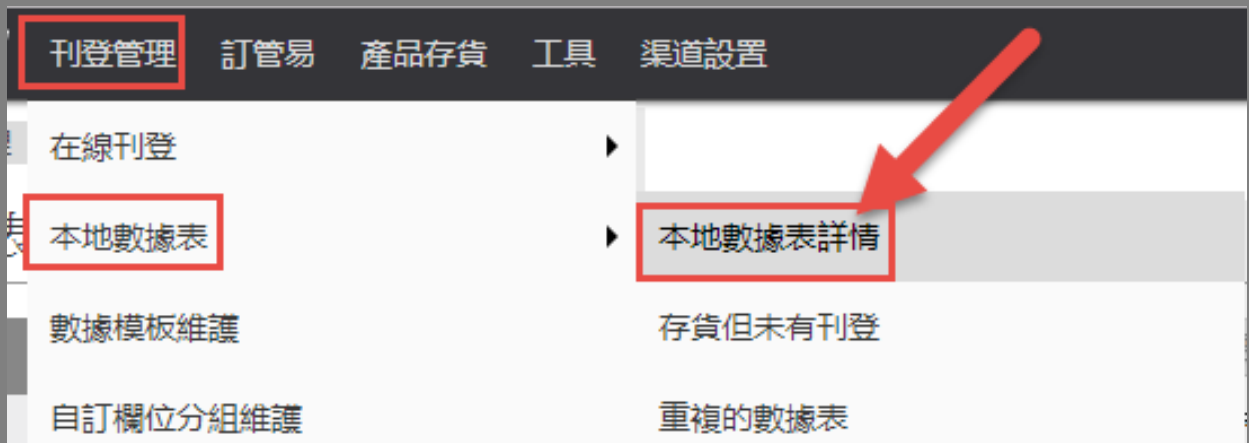 刊登管理 訂管易 產品存貨 工具 渠道設置
在線刊登
本地數據表 本地數據表詳情
數據模板維護 存貨但未有刊登
自訂欄位分組維護 重複的數據表